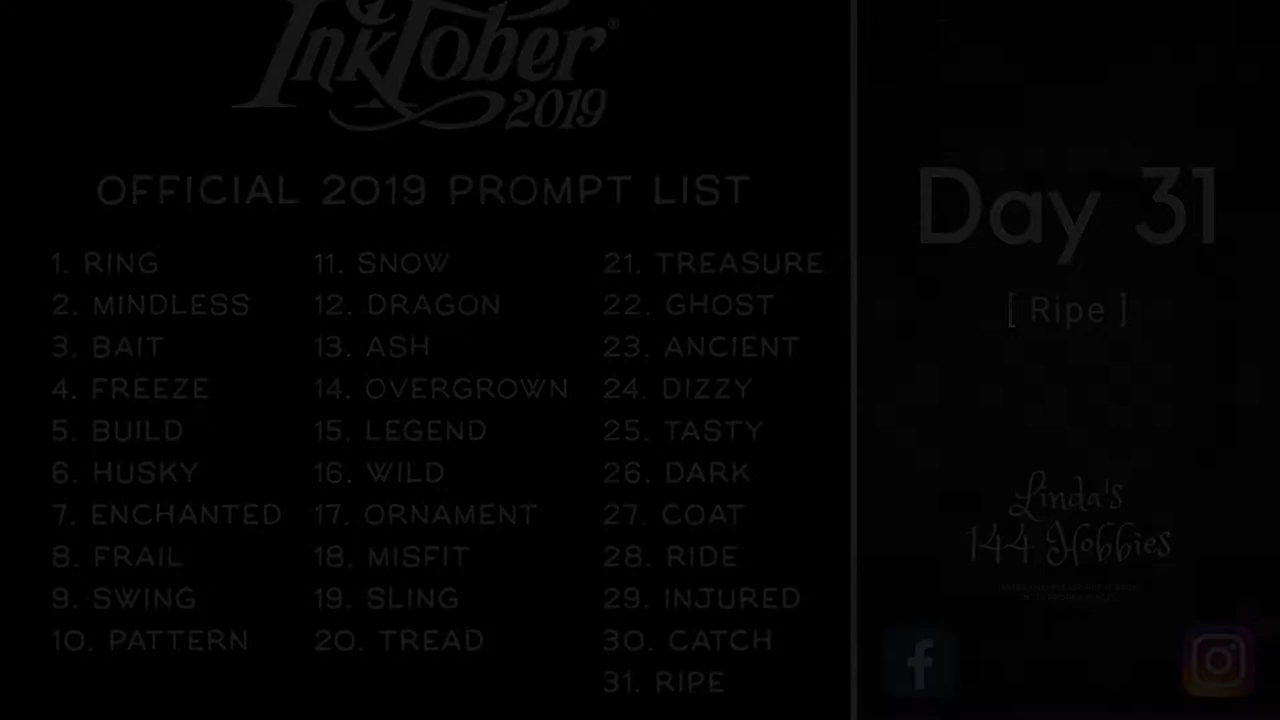 InkTober®
2019
OFFICIAL 2019 PROMPT LIST
1. RING
2. MINDLESS
3. BAIT
4. FREEZE
5. BUILD
6. HUSKY
7. ENCHANTED
8. FRAIL
9. SWING
10. PATTERN
11. SNOW
12. DRAGON
13. ASH
14. OVERGROWN
15. LEGEND
16. WILD
17. ORNAMENT
18. MISFIT
19. SLING
20. TREAD
21. TREASURE
22. GHOST
23. ANCIENT
24. DIZZY
25. TASTY
26. DARK
27. COAT
28. RIDE
29. INJURED
30. CATCH
31. RIPE
Day 31
[ Ripe ]
Linda's
144 Hobbies